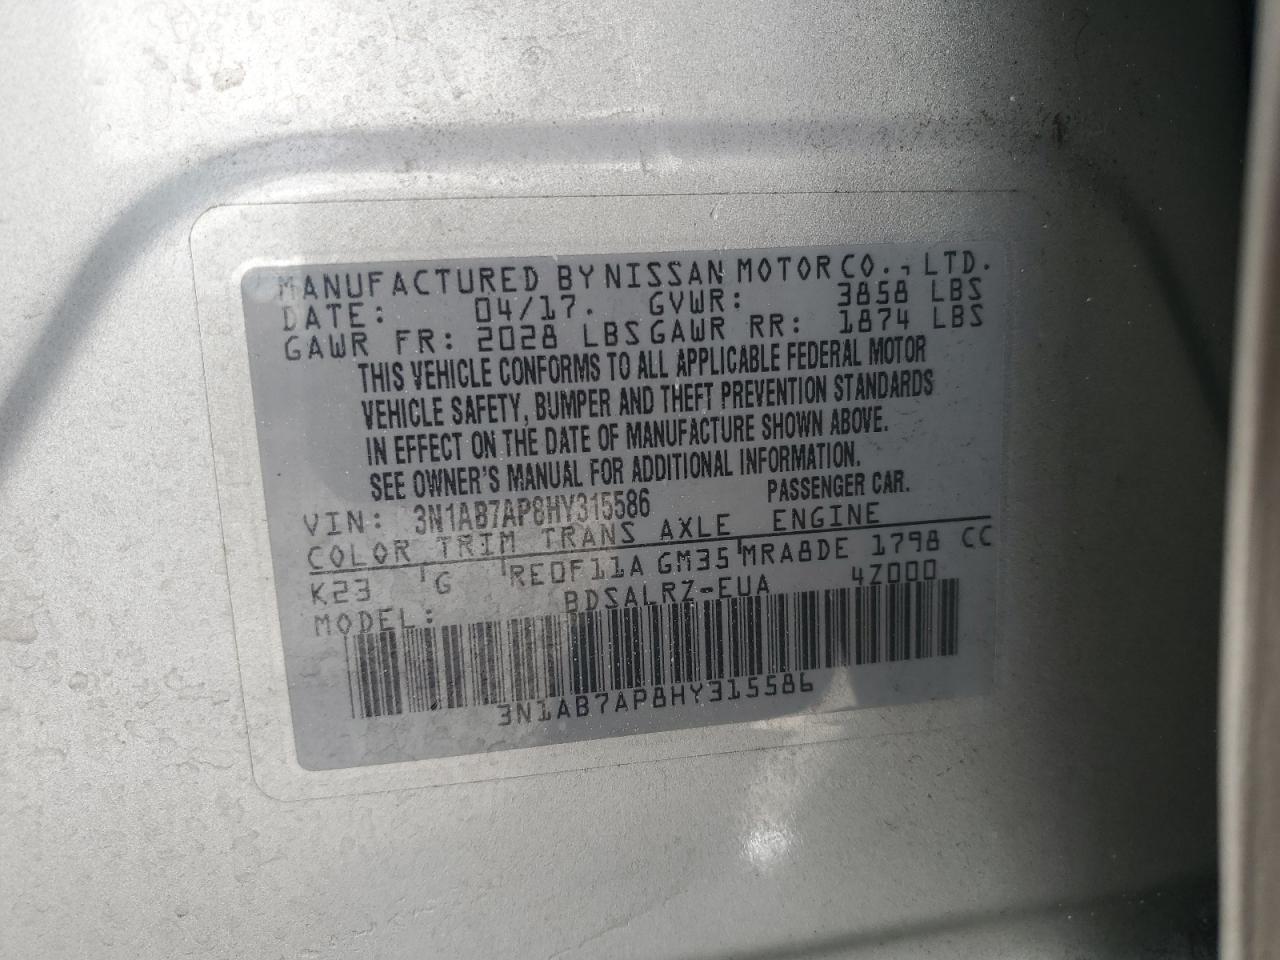 MANUFACTURED BY NISSAN MOTOR CO., LTD.
DATE: 04/17. GVWR: 3858 LBS
GAWR FR: 2028 LBS GAWR RR: 1874 LBS
THIS VEHICLE CONFORMS TO ALL APPLICABLE FEDERAL MOTOR
VEHICLE SAFETY, BUMPER AND THEFT PREVENTION STANDARDS
IN EFFECT ON THE DATE OF MANUFACTURE SHOWN ABOVE.
SEE OWNER'S MANUAL FOR ADDITIONAL INFORMATION.
VIN: 3N1AB7AP8HY315586 PASSENGER CAR.
COLOR TRIM TRANS AXLE ENGINE
K23 G RE0F11A GM35 MRA8DE 1798 CC
MODEL: BDSALRZ-EUA 4Z000
3N1AB7AP8HY315586